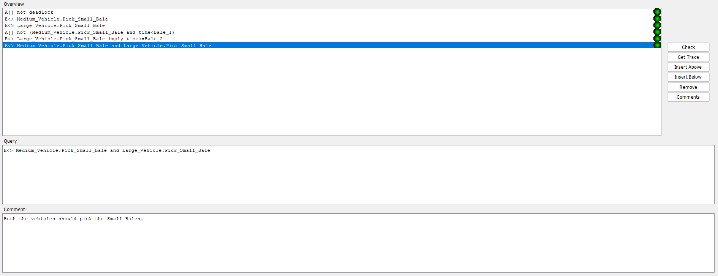 Overview
A[] not deadlock
E<> Medium_Vehicle.Pick_Small_Bale
E<> Large_Vehicle.Pick_Small_Bale
A[] not (Medium_Vehicle.Pick_Small_Bale and time<Bale_1)
E<> Large_Vehicle.Pick_Small_Bale imply
E<> Medium_Vehicle.Pick_Small_Bale and Large_Vehicle.Pick_Small_Bale
Check
Get Trace
Insert Above
Insert Below
Remove
Comments
Query
E<> Medium_Vehicle.Pick_Small_Bale and Large_Vehicle.Pick_Small_Bale
Comment
Both the vehicles should pick the Small Bales.